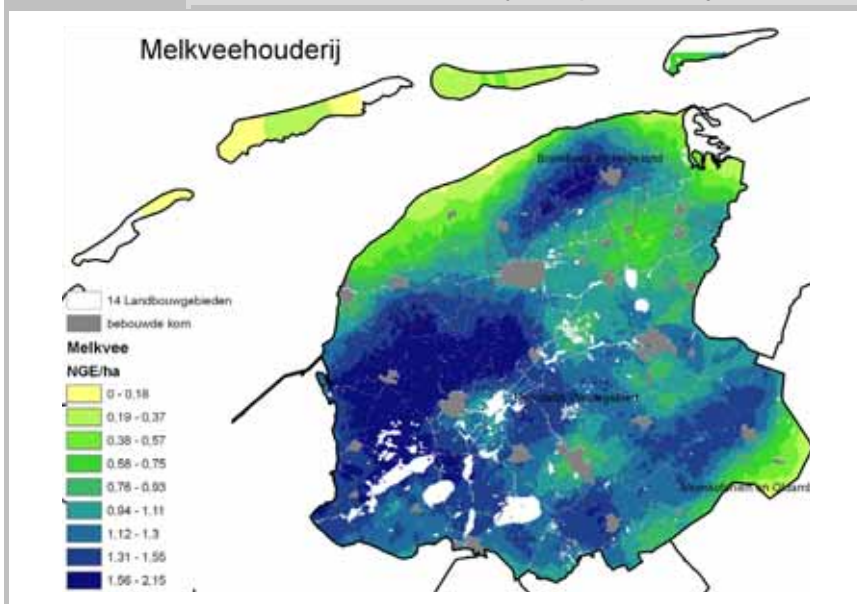 Melkveehouderij
14 Landbouwgebieden
bebouwde kom
Melkvee
NGE/ha
0 - 0,18
0,19 - 0,37
0,38 - 0,57
0,58 - 0,75
0,76 - 0,93
0,94 - 1,11
1,12 - 1,3
1,31 - 1,55
1,56 - 2,15
en Oldamb